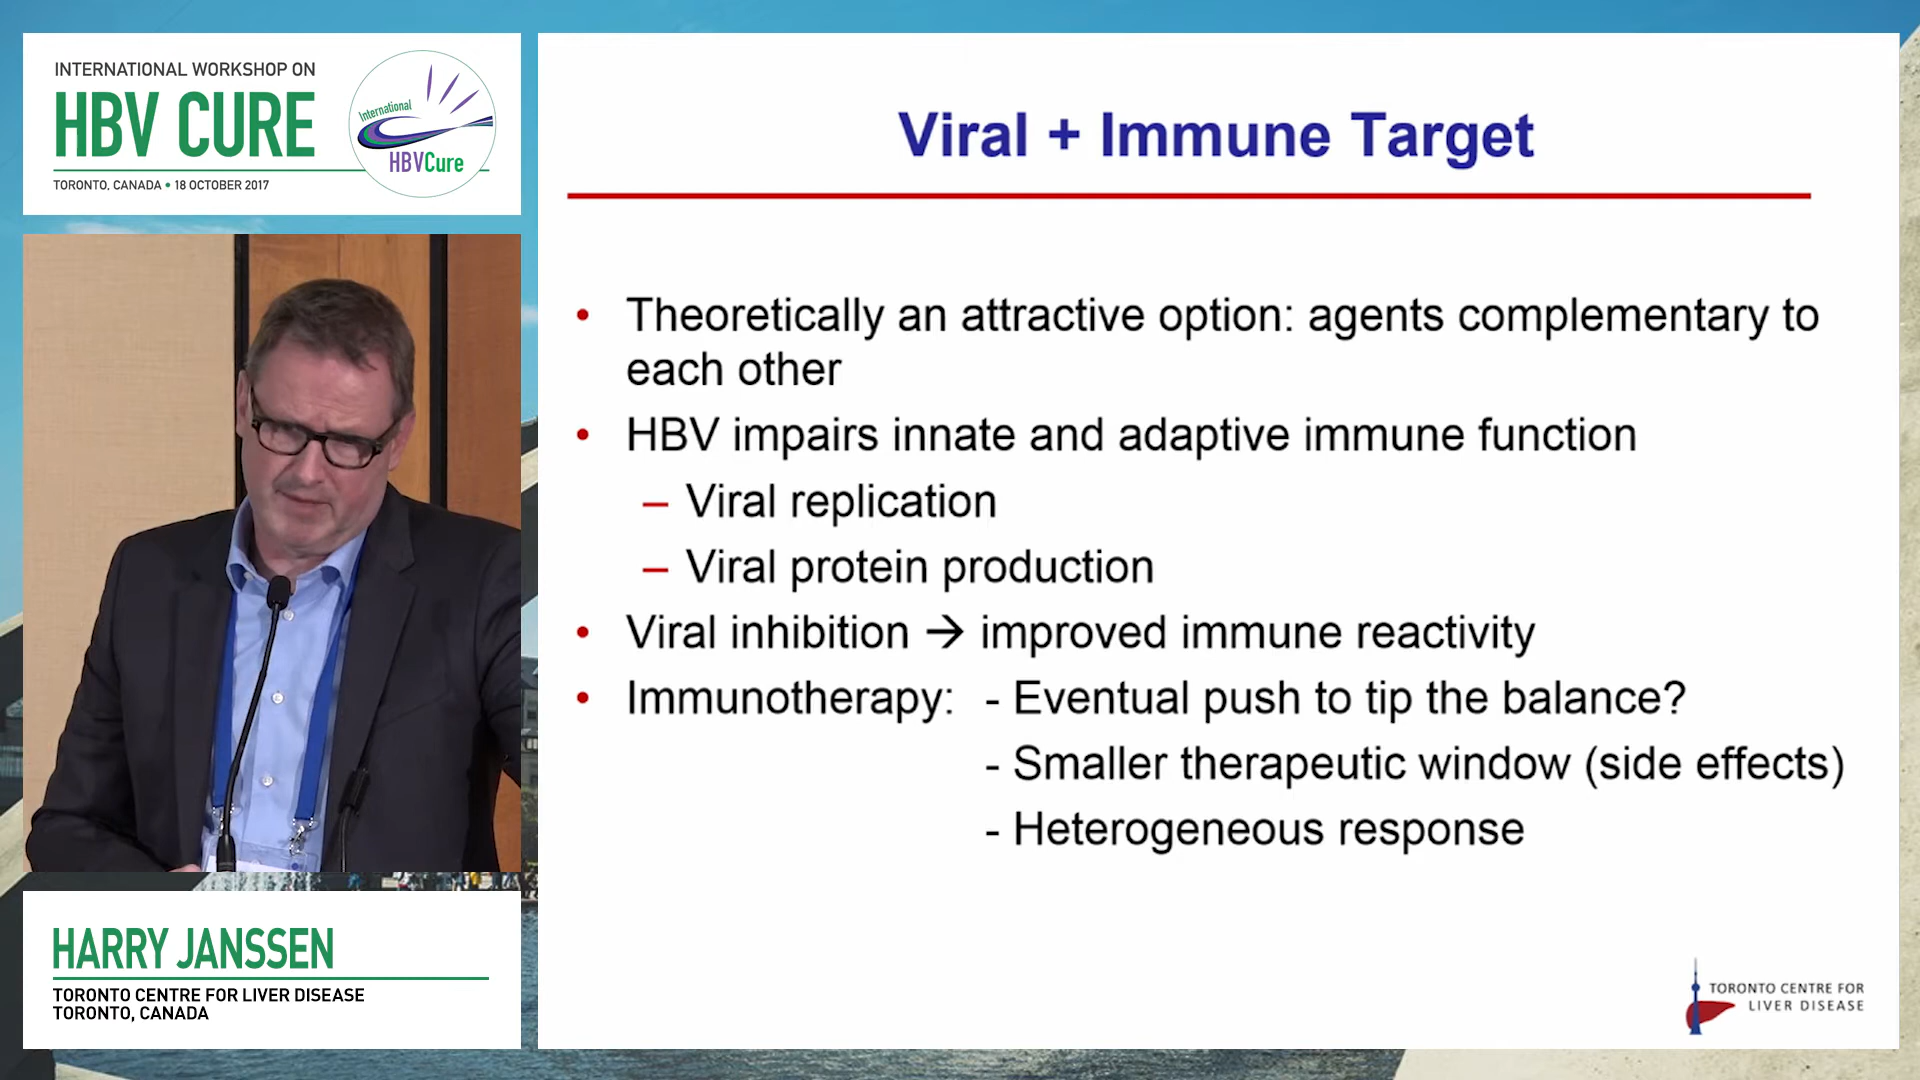 INTERNATIONAL WORKSHOP ON
HBV CURE
TORONTO, CANADA • 18 OCTOBER 2017
International
HBVCure
HARRY JANSSEN
TORONTO CENTRE FOR LIVER DISEASE
TORONTO, CANADA
Viral + Immune Target
• Theoretically an attractive option: agents complementary to
each other
• HBV impairs innate and adaptive immune function
– Viral replication
– Viral protein production
• Viral inhibition → improved immune reactivity
• Immunotherapy: - Eventual push to tip the balance?
- Smaller therapeutic window (side effects)
- Heterogeneous response
TORONTO CENTRE FOR
LIVER DISEASE